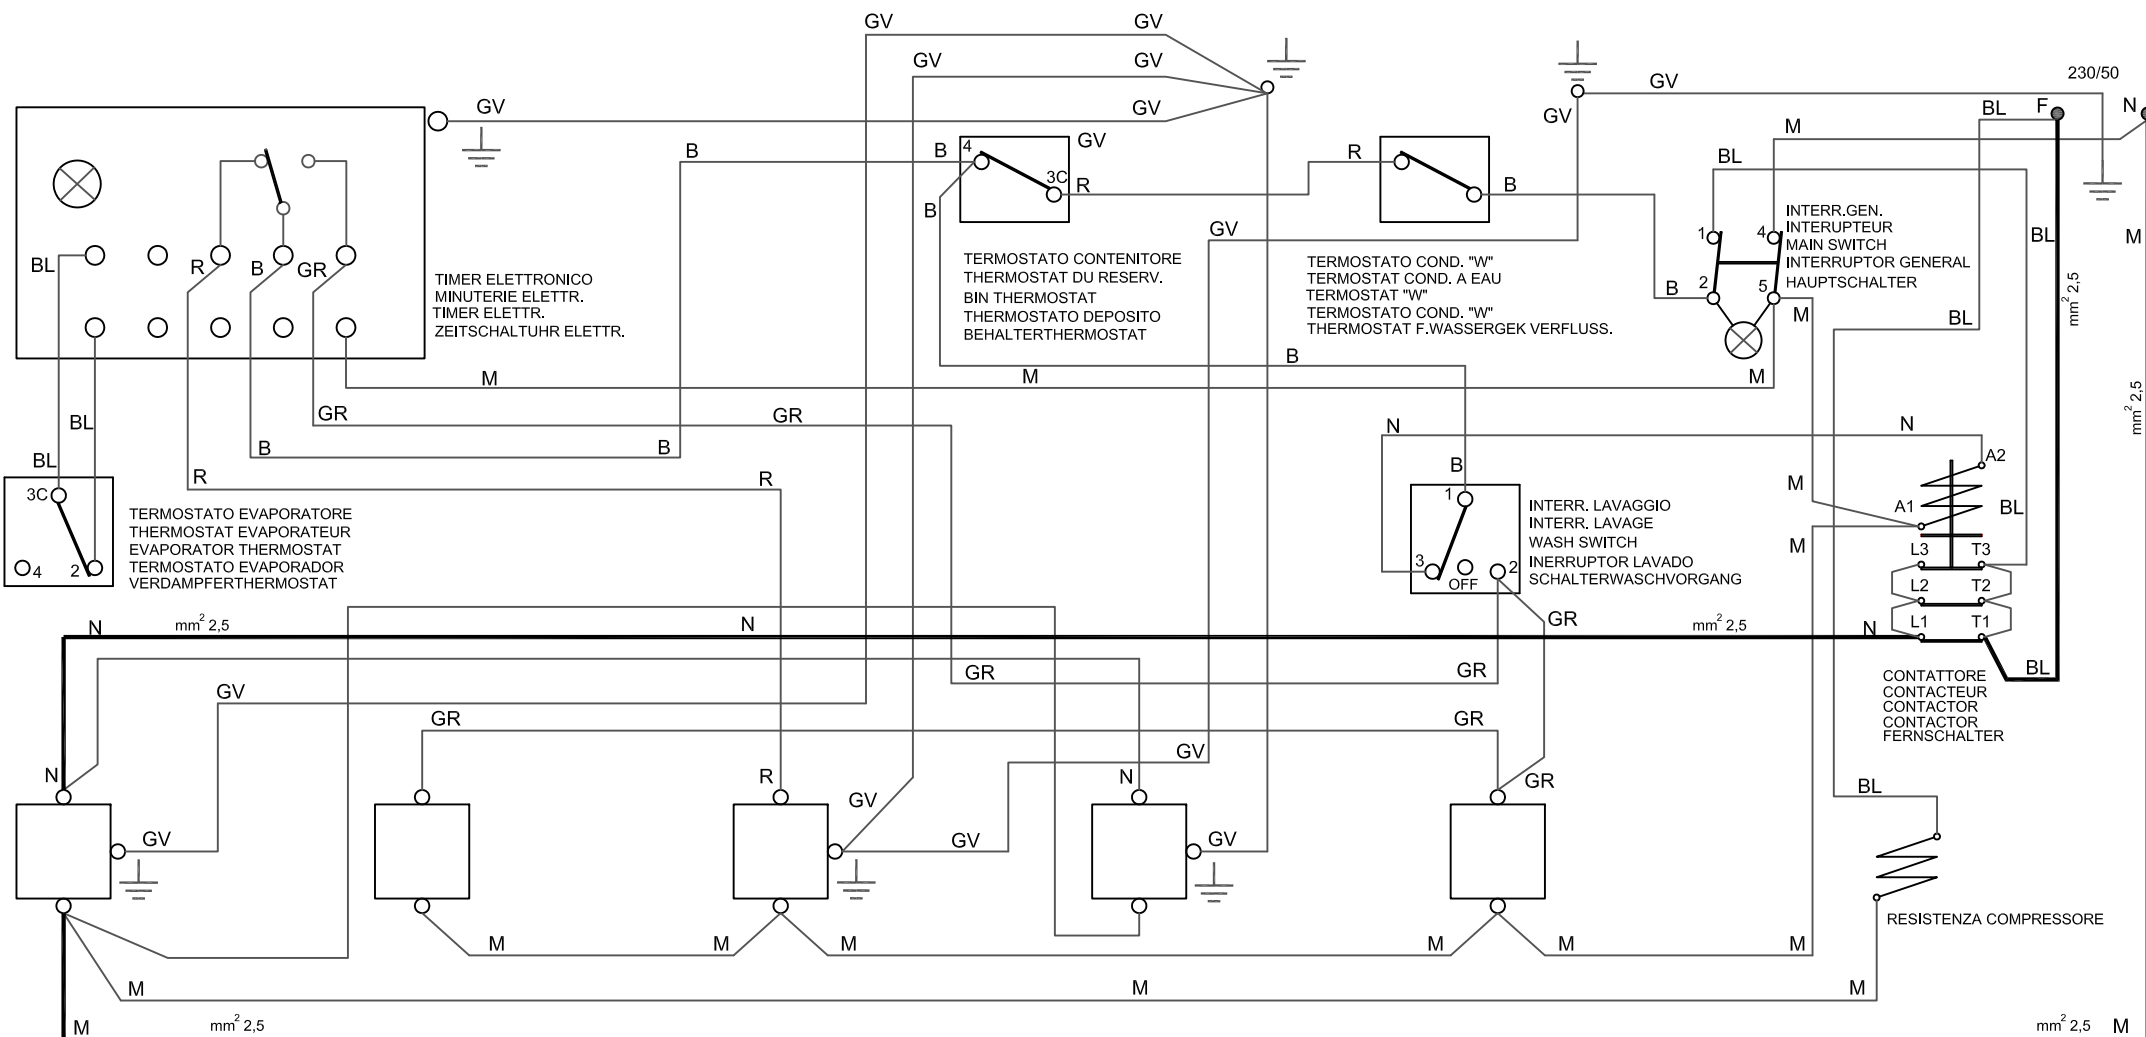 GV GV
GV GV
GV GV
GV
GV
230/50
BL F N
M
B B 4 GV
3C R
R
B
BL
B
GV
1 4
INTERR.GEN.
INTERUPTEUR
MAIN SWITCH
INTERRUPTOR GENERAL
HAUPTSCHALTER
BL
M
2 5
B
M
BL
mm² 2,5
BL R B GR
TIMER ELETTRONICO
MINUTERIE ELETTR.
TIMER ELETTR.
ZEITSCHALTUHR ELETTR.
TERMOSTATO CONTENITORE
THERMOSTAT DU RESERV.
BIN THERMOSTAT
THERMOSTATO DEPOSITO
BEHALTERTHERMOSTAT
TERMOSTATO COND. "W"
TERMOSTAT COND. A EAU
TERMOSTAT "W"
TERMOSTATO COND. "W"
THERMOSTAT F.WASSERGEK VERFLUSS.
B
M M M
mm² 2,5
BL GR GR
B B
N N
BL R R
B
A2
M
A1
BL
3C
4 2
TERMOSTATO EVAPORATORE
THERMOSTAT EVAPORATEUR
EVAPORATOR THERMOSTAT
TERMOSTATO EVAPORADOR
VERDAMPFERTHERMOSTAT
1
3 OFF 2
INTERR. LAVAGGIO
INTERR. LAVAGE
WASH SWITCH
INERRUPTOR LAVADO
SCHALTERWASCHVORGANG
M
L3 T3
L2 T2
L1 T1
GR
N mm² 2,5 N mm² 2,5 N
GR GR
BL
CONTATTORE
CONTACTEUR
CONTACTOR
CONTACTOR
FERNSCHALTER
GV
GR GR
GV
N R N GR
BL
GV GV GV GV
RESISTENZA COMPRESSORE
M M M M M M
M M M
M mm² 2,5 mm² 2,5 M